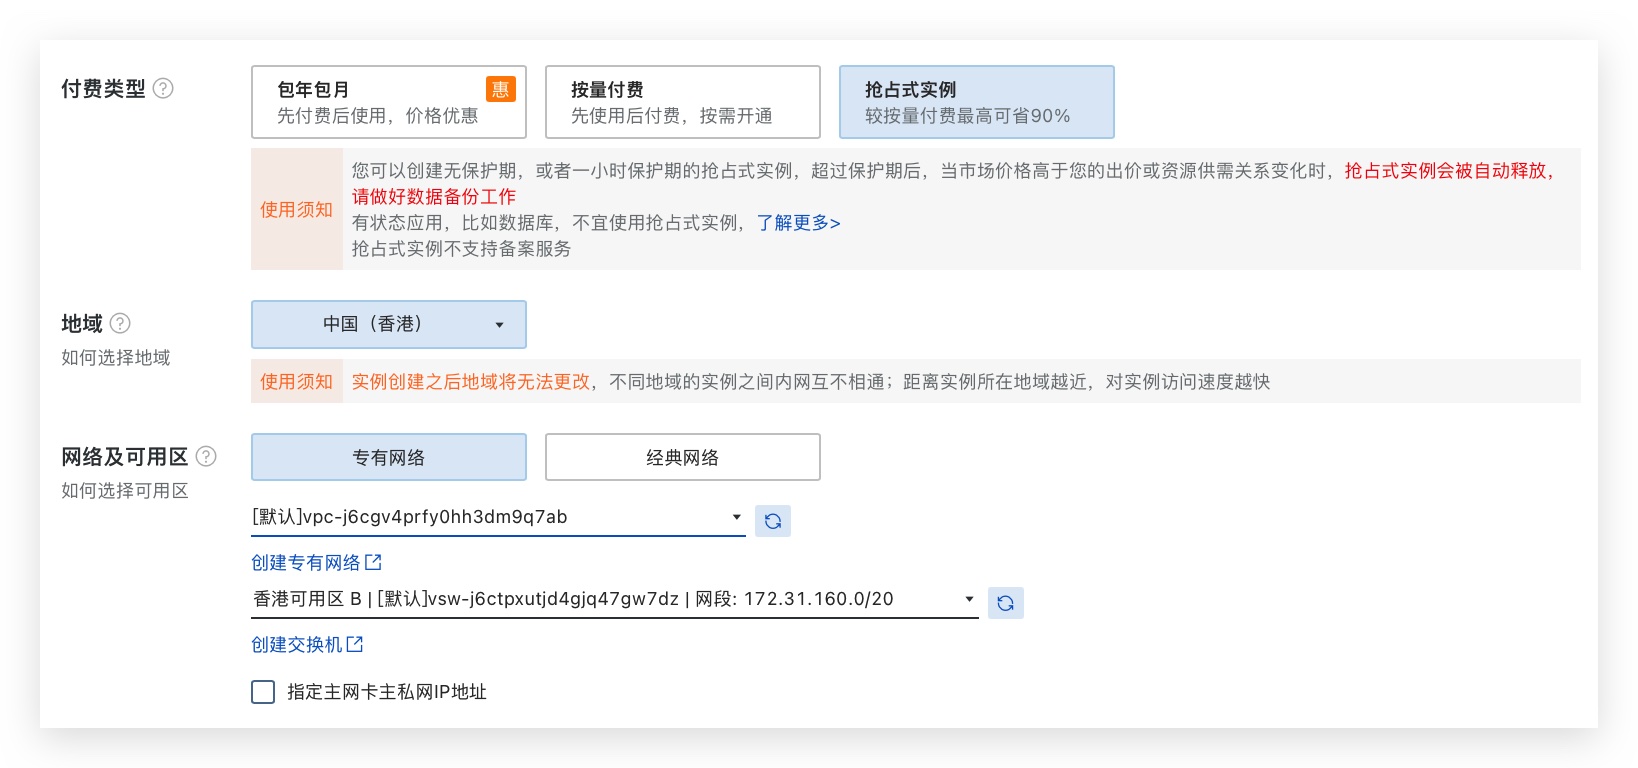 付费类型
包年包月
惠
先付费后使用，价格优惠
按量付费
先使用后付费，按需开通
抢占式实例
较按量付费最高可省90%
使用须知
您可以创建无保护期，或者一小时保护期的抢占式实例，超过保护期后，当市场价格高于您的出价或资源供需关系变化时，抢占式实例会被自动释放，
请做好数据备份工作
有状态应用，比如数据库，不宜使用抢占式实例，了解更多>
抢占式实例不支持备案服务
地域
如何选择地域
中国（香港）
使用须知
实例创建之后地域将无法更改，不同地域的实例之间内网互不相通；距离实例所在地域越近，对实例访问速度越快
网络及可用区
如何选择可用区
专有网络
经典网络
[默认]vpc-j6cgv4prfy0hh3dm9q7ab
创建专有网络
香港可用区 B | [默认]vsw-j6ctpxutjd4gjq47gw7dz | 网段: 172.31.160.0/20
创建交换机
指定主网卡主私网IP地址